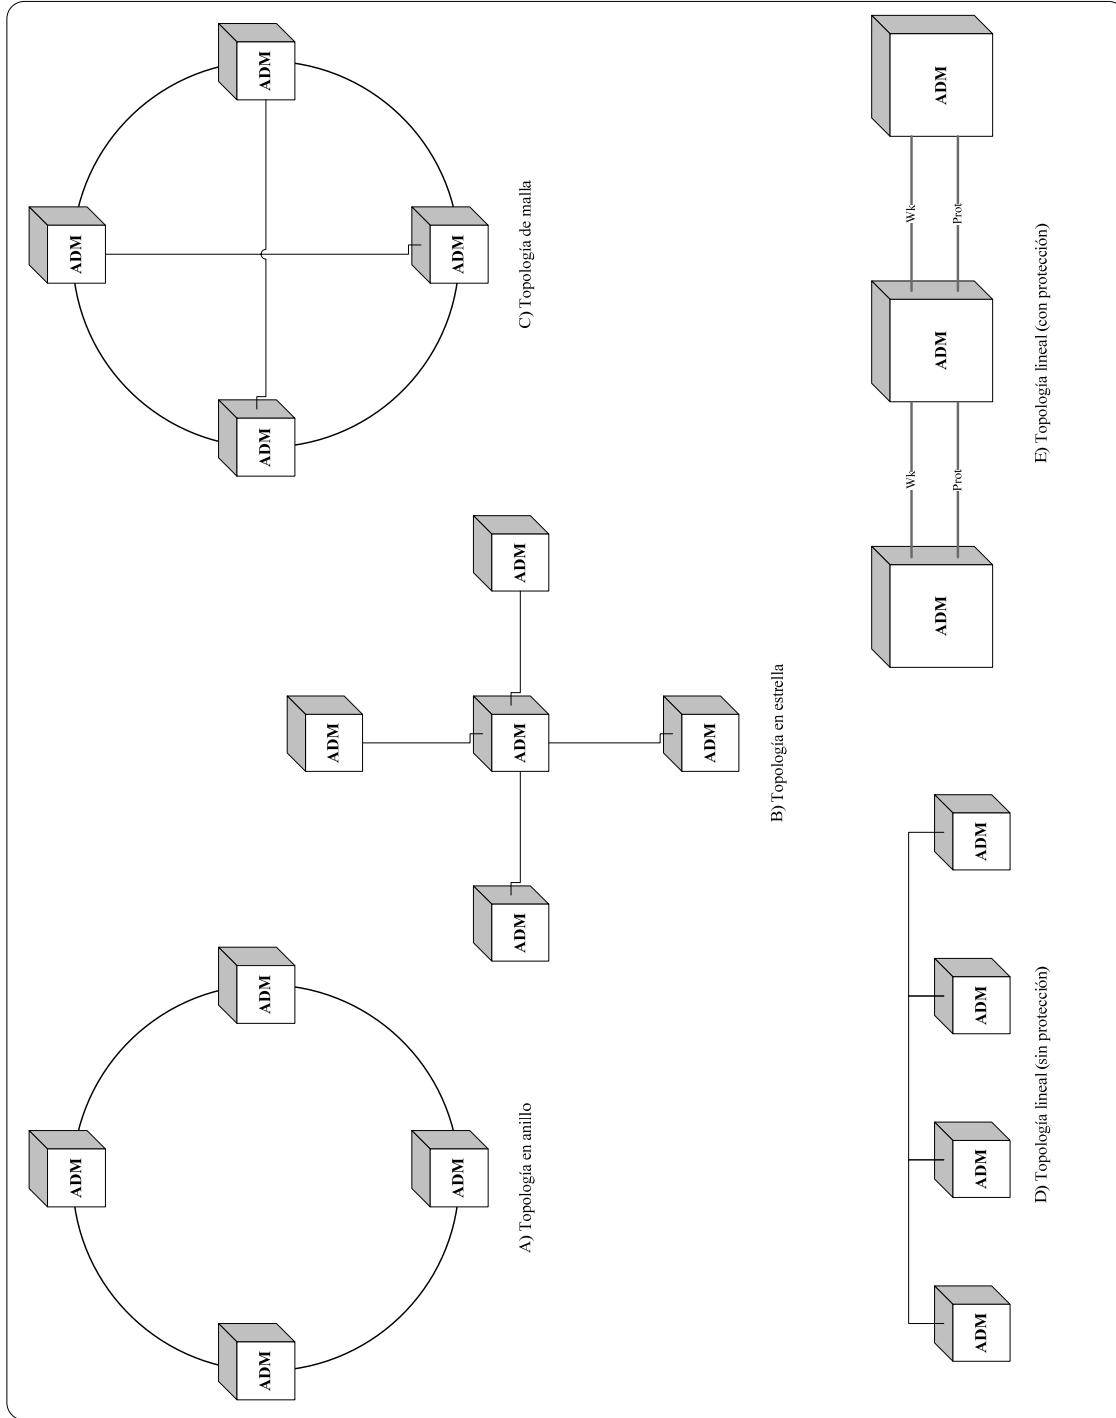 ADM
ADM
ADM
ADM
A) Topología en anillo
ADM
ADM
ADM
ADM
ADM
B) Topología en estrella
ADM
ADM
ADM
ADM
C) Topología de malla
ADM
ADM
ADM
ADM
D) Topología lineal (sin protección)
ADM
Wk
Prot
ADM
Wk
Prot
ADM
E) Topología lineal (con protección)